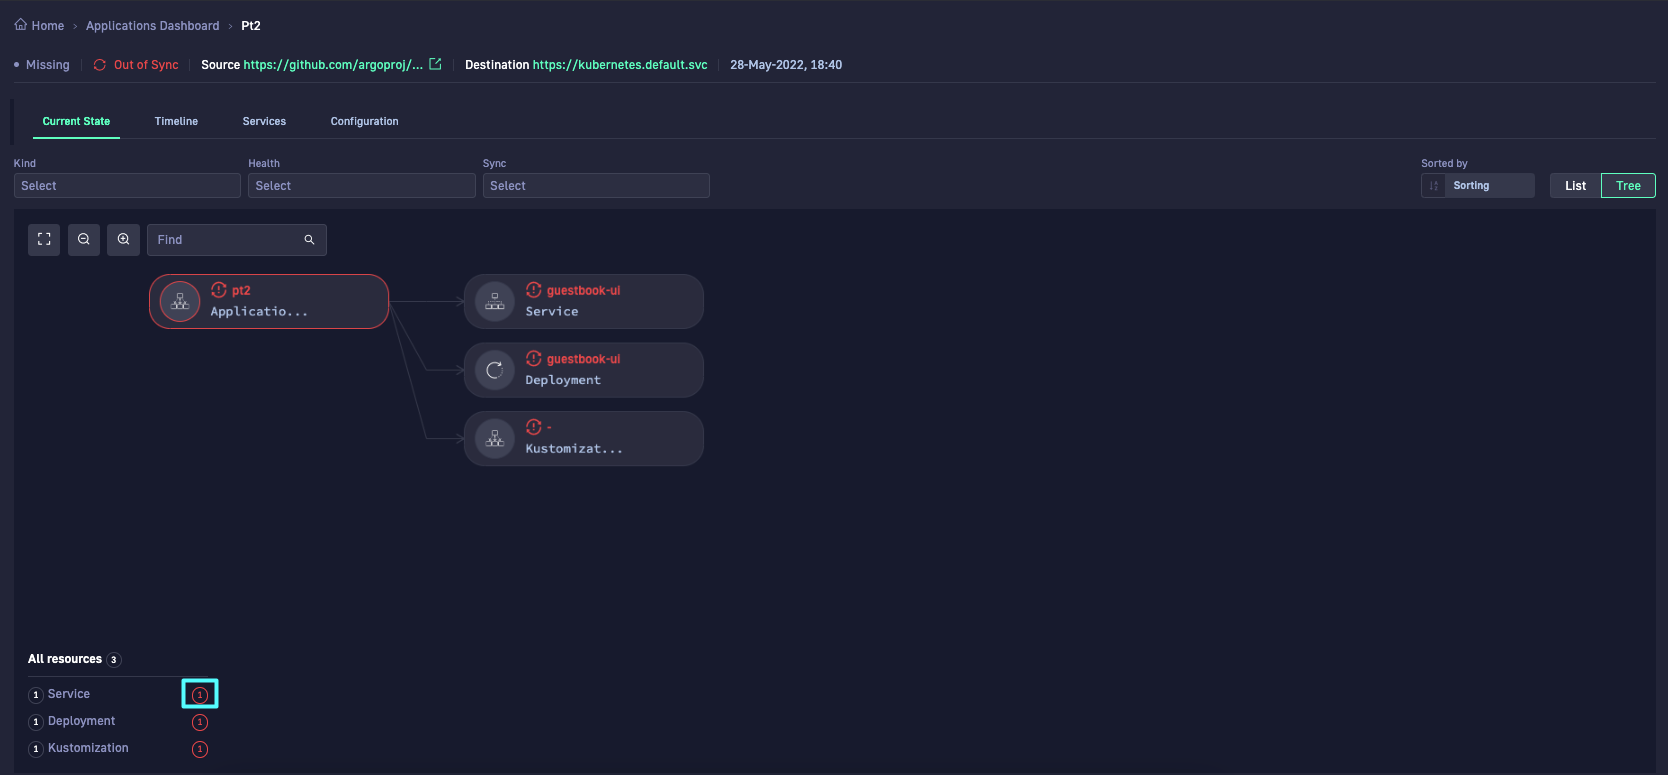 Home > Applications Dashboard > Pt2
Missing Out of Sync Source https://github.com/argoproj/... Destination https://kubernetes.default.svc 28-May-2022, 18:40
Current State Timeline Services Configuration
Kind Health Sync Sorted by
Select Select Select Sorting List Tree
Find
pt2
Applicatio...
guestbook-ui
Service
guestbook-ui
Deployment
-
Kustomizat...
All resources 3
1 Service 1
1 Deployment 1
1 Kustomization 1